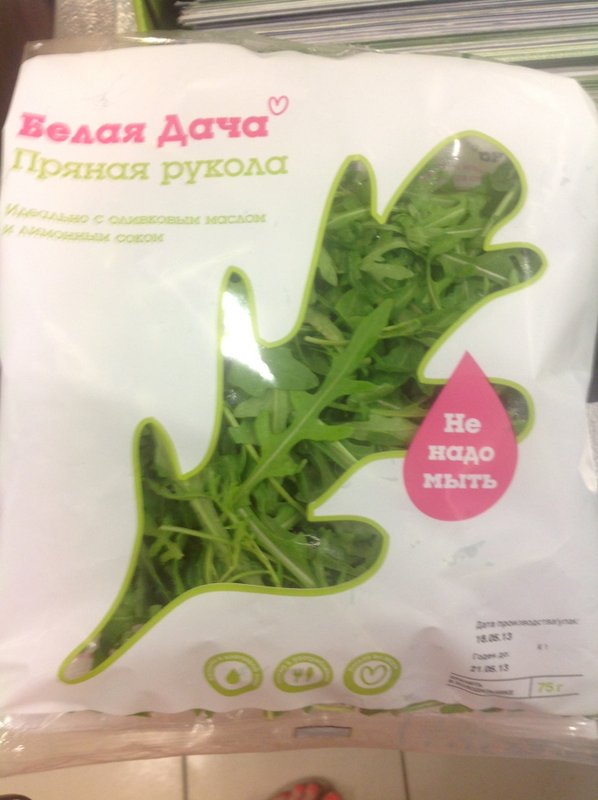 Белая Дача
Пряная рукола
Идеально с оливковым маслом
и лимонным соком
Не
надо
мыть
Дата производства/упак:
18.05.13
Годен до
21.05.13
75 г